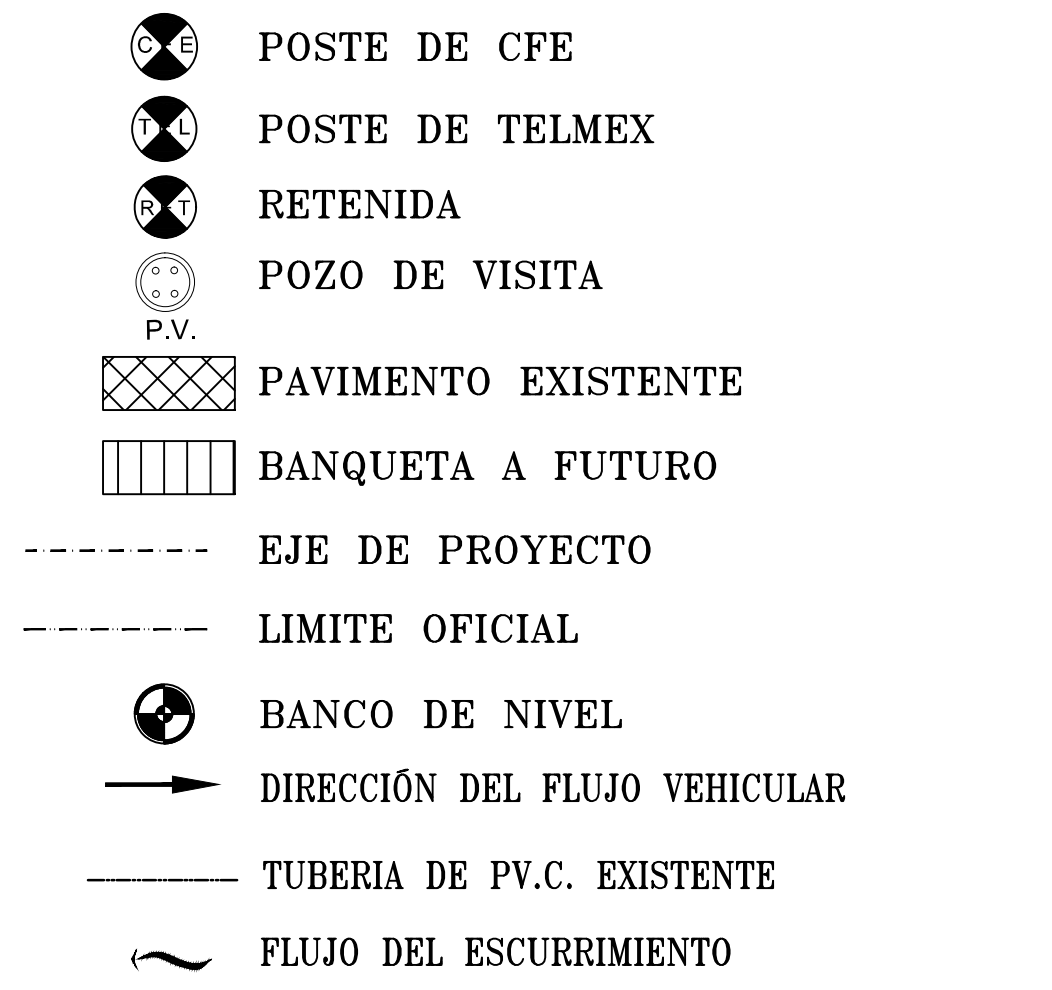 C E POSTE DE CFE
T L POSTE DE TELMEX
R T RETENIDA
POZO DE VISITA
P.V.
PAVIMENTO EXISTENTE
BANQUETA A FUTURO
EJE DE PROYECTO
LIMITE OFICIAL
BANCO DE NIVEL
DIRECCIÓN DEL FLUJO VEHICULAR
TUBERIA DE PV.C. EXISTENTE
FLUJO DEL ESCURRIMIENTO